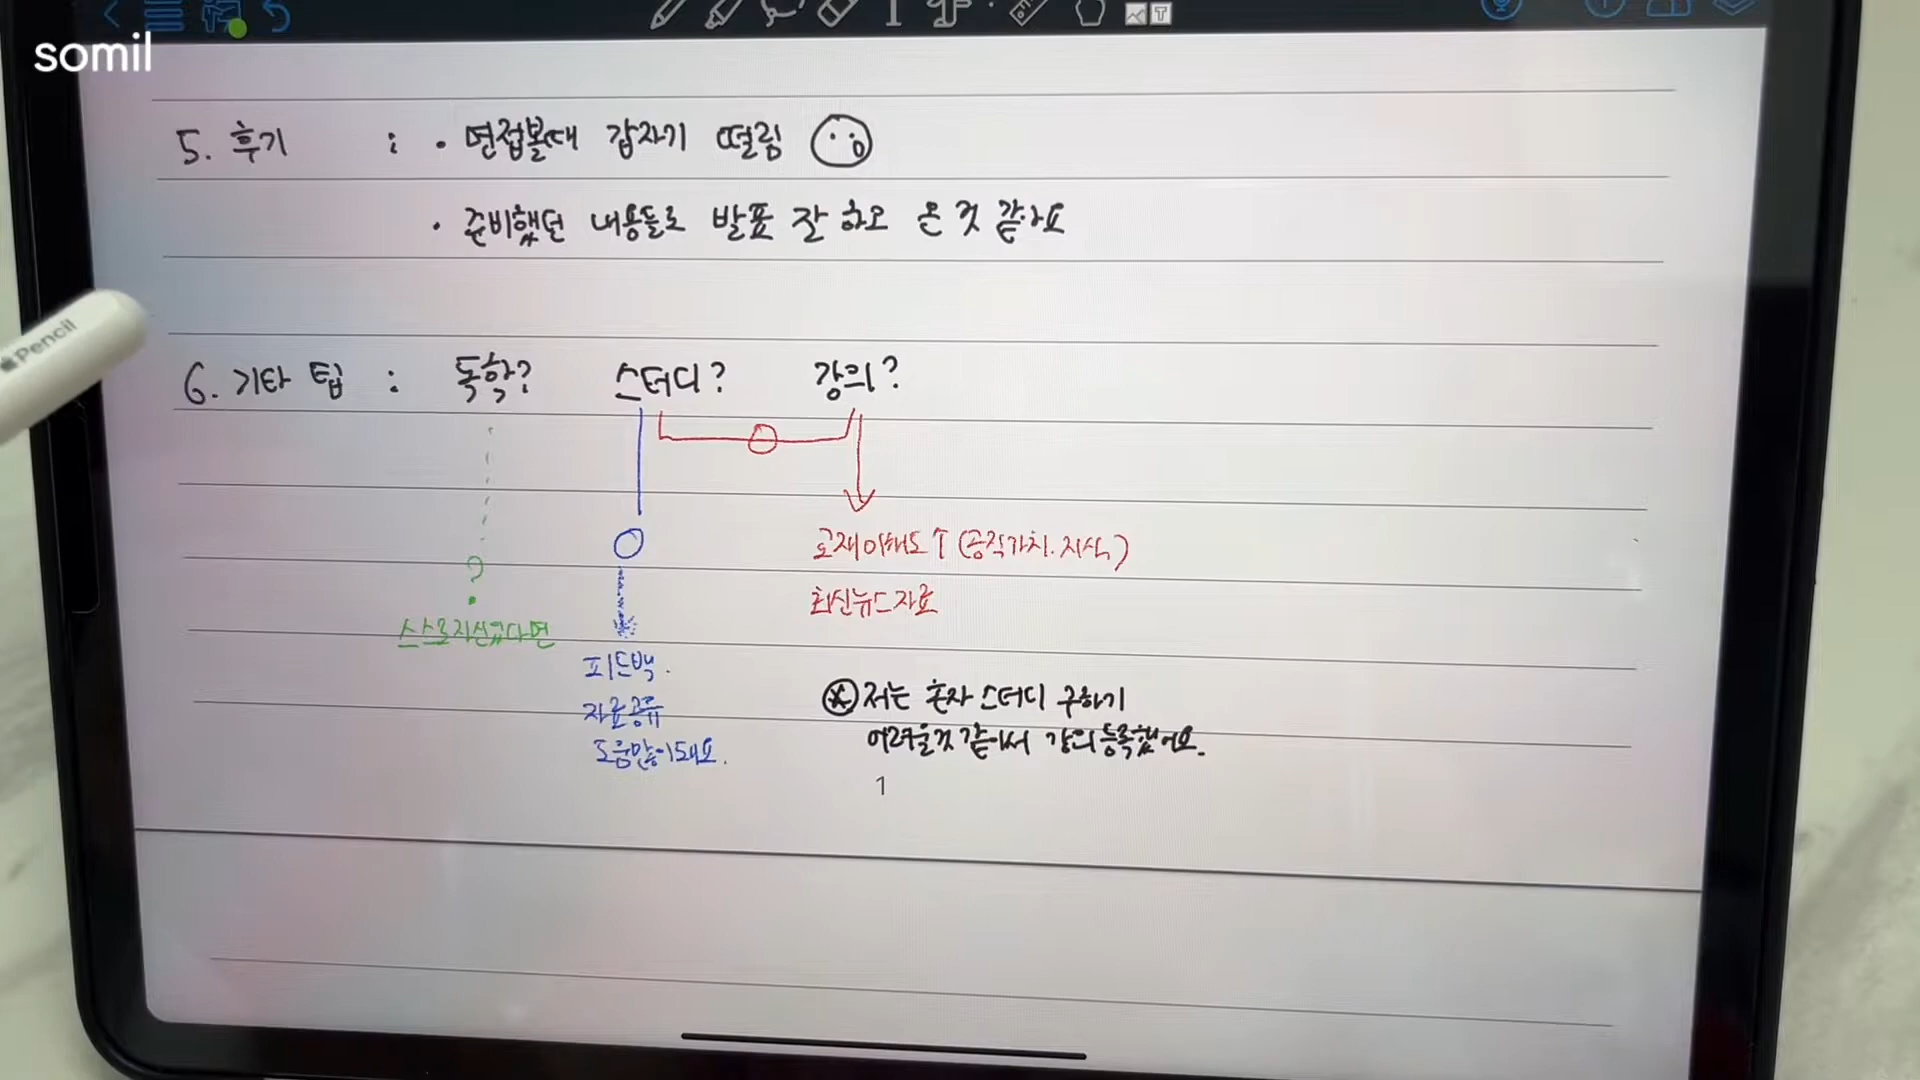 somil
Pencil
5. 후기 : · 면접볼때 갑자기 떨림
· 준비했던 내용들로 발표 잘 하고 온 것 같아요
6. 기타 팁 : 독학? 스터디? 강의?
교재이해도↑ (공직가치.지식)
?
최신뉴스자료
스스로자신있다면
피드백.
자료공유
도움많이돼요.
저는 혼자 스터디 구하기
어려울것 같아서 강의등록했어요.
1